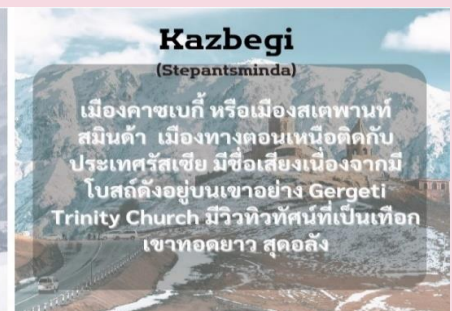 Kazbegi
(Stepantsminda)
เมืองคาซเบกี้ หรือเมืองสเตพานท์
สมินด้า เมืองทางตอนเหนือติดกับ
ประเทศรัสเซีย มีชื่อเสียงเนื่องจากมี
โบสถ์ดังอยู่บนเขาอย่าง Gergeti
Trinity Church มีวิวทิวทัศน์ที่เป็นเทือก
เขาทอดยาว สุดอลัง